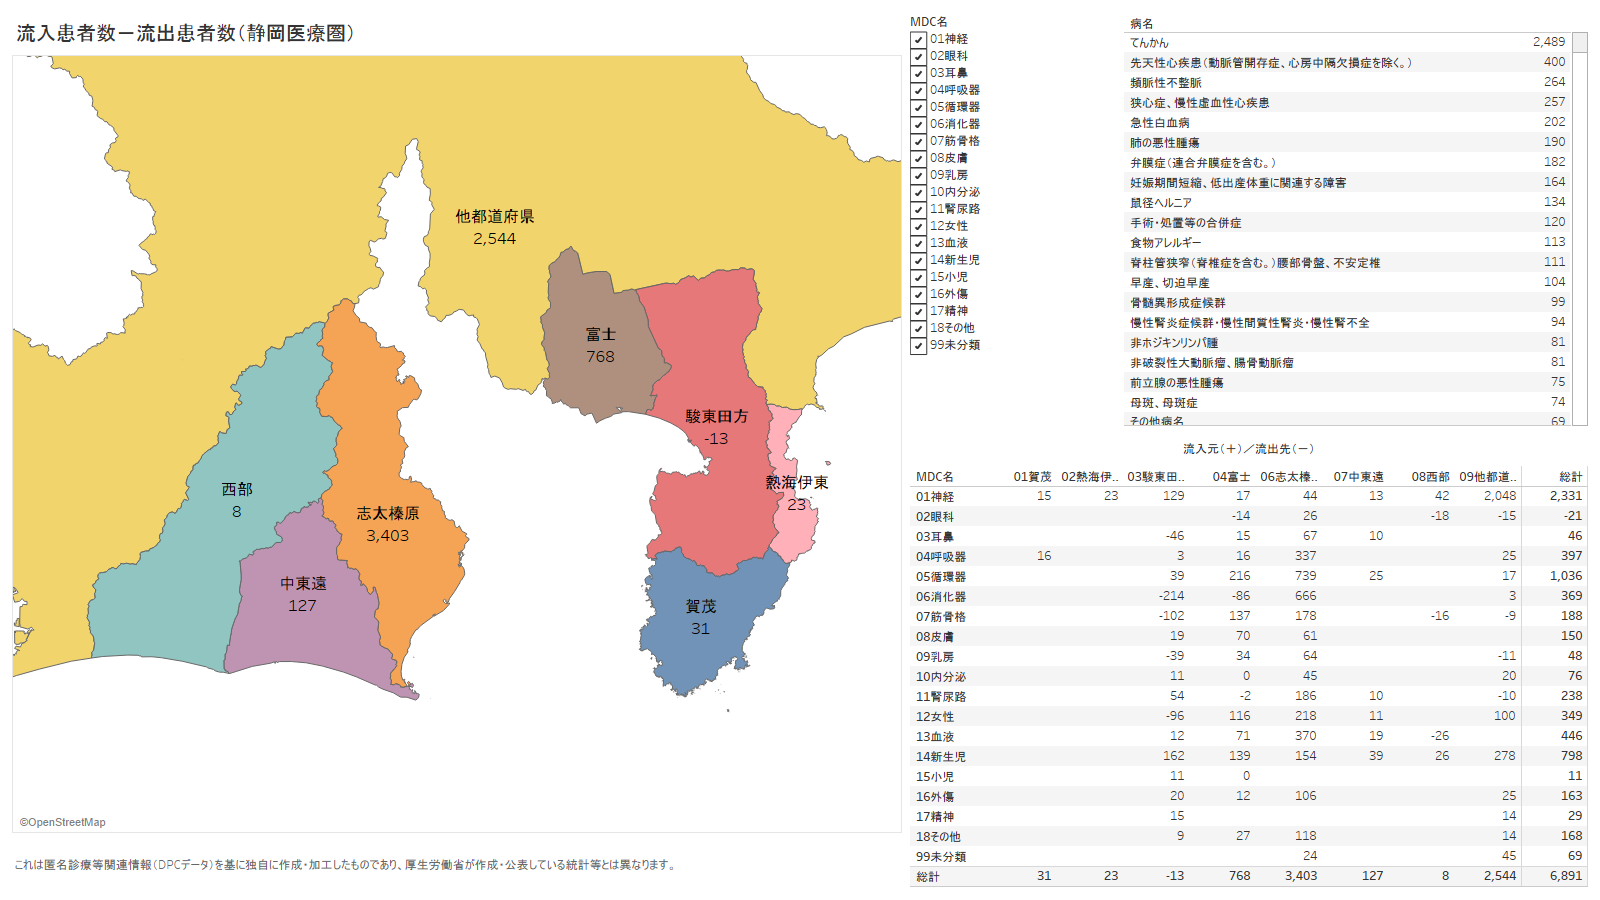 流入患者数－流出患者数（静岡医療圏）
他都道府県
2,544
富士
768
駿東田方
-13
熱海伊東
23
西部
8
志太榛原
3,403
中東遠
127
賀茂
31
©OpenStreetMap
これは匿名診療等関連情報（DPCデータ）を基に独自に作成・加工したものであり、厚生労働省が作成・公表している統計等とは異なります。
MDC名
01神経
02眼科
03耳鼻
04呼吸器
05循環器
06消化器
07筋骨格
08皮膚
09乳房
10内分泌
11腎尿路
12女性
13血液
14新生児
15小児
16外傷
17精神
18その他
99未分類
病名
てんかん 2,489
先天性心疾患（動脈管開存症、心房中隔欠損症を除く。） 400
頻脈性不整脈 264
狭心症、慢性虚血性心疾患 257
急性白血病 202
肺の悪性腫瘍 190
弁膜症（連合弁膜症を含む。） 182
妊娠期間短縮、低出産体重に関連する障害 164
鼠径ヘルニア 134
手術・処置等の合併症 120
食物アレルギー 113
脊柱管狭窄（脊椎症を含む。）腰部骨盤、不安定椎 111
早産、切迫早産 104
骨髄異形成症候群 99
慢性腎炎症候群・慢性間質性腎炎・慢性腎不全 94
非ホジキンリンパ腫 81
非破裂性大動脈瘤、腸骨動脈瘤 81
前立腺の悪性腫瘍 75
母斑、母斑症 74
その他病名 69
流入元（＋）／流出先（－）
MDC名 01賀茂 02熱海伊.. 03駿東田.. 04富士 06志太榛.. 07中東遠 08西部 09他都道.. 総計
01神経 15 23 129 17 44 13 42 2,048 2,331
02眼科 -14 26 -18 -15 -21
03耳鼻 -46 15 67 10 46
04呼吸器 16 3 16 337 25 397
05循環器 39 216 739 25 17 1,036
06消化器 -214 -86 666 3 369
07筋骨格 -102 137 178 -16 -9 188
08皮膚 19 70 61 150
09乳房 -39 34 64 -11 48
10内分泌 11 0 45 20 76
11腎尿路 54 -2 186 10 -10 238
12女性 -96 116 218 11 100 349
13血液 12 71 370 19 -26 446
14新生児 162 139 154 39 26 278 798
15小児 11 0 11
16外傷 20 12 106 25 163
17精神 15 14 29
18その他 9 27 118 14 168
99未分類 24 45 69
総計 31 23 -13 768 3,403 127 8 2,544 6,891